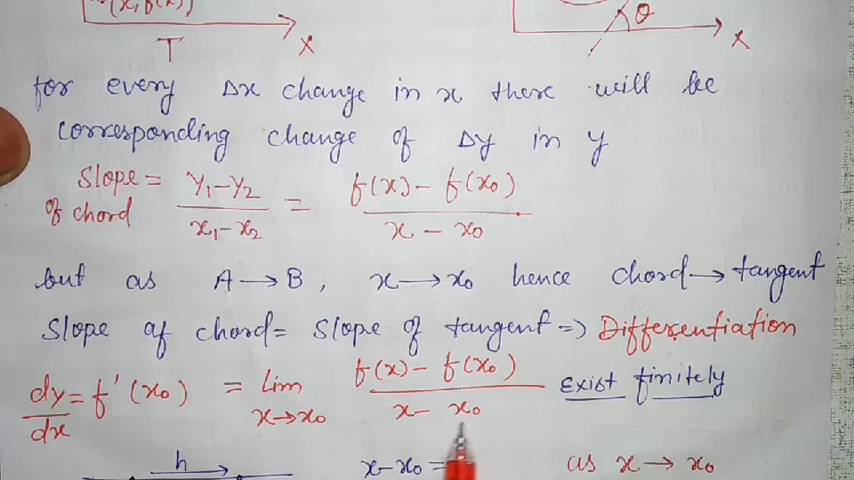 (x, f(x))
T
x
θ
x
for every Δx change in x there will be
corresponding change of Δy in y
Slope of chord = y₁-y₂ / x₁-x₂ = f(x) - f(x₀) / x - x₀
but as A → B, x → x₀ hence chord → tangent
Slope of chord = Slope of tangent => Differentiation
dy/dx = f'(x₀) = Lim x→x₀ f(x) - f(x₀) / x - x₀ exist finitely
h
x-x₀ = as x → x₀